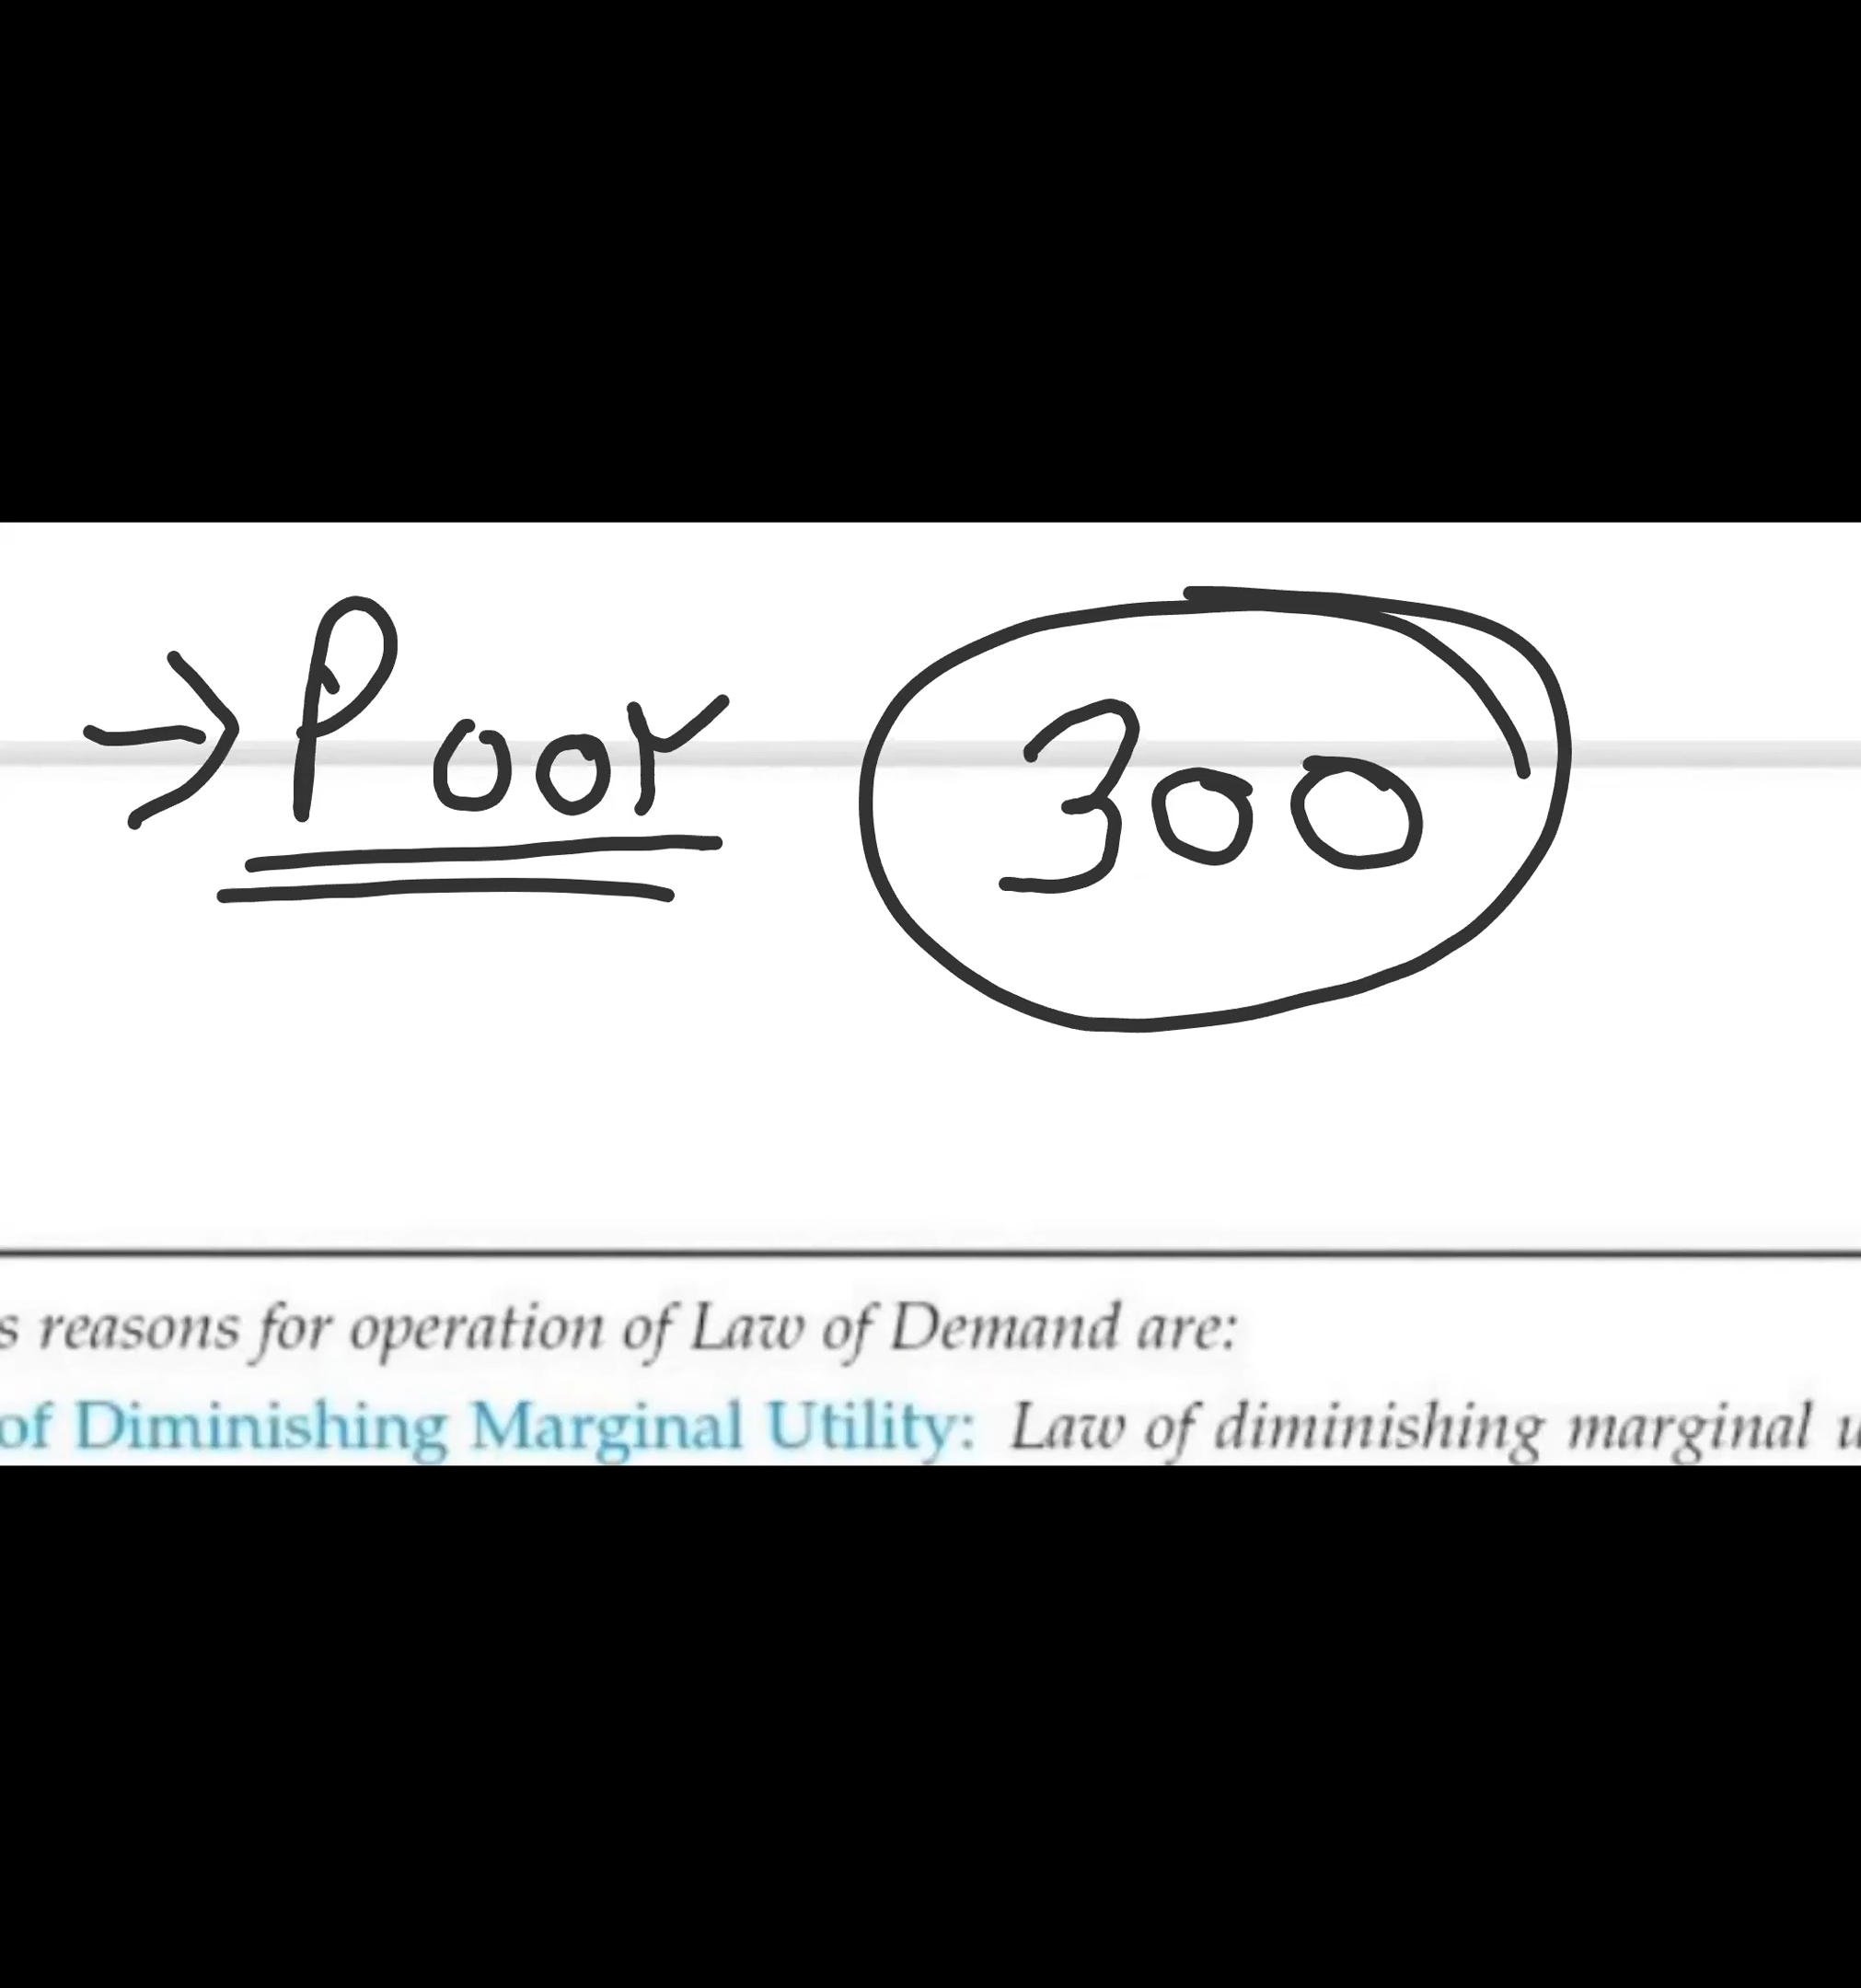 → Poor 300
s reasons for operation of Law of Demand are:
of Diminishing Marginal Utility: Law of diminishing marginal u